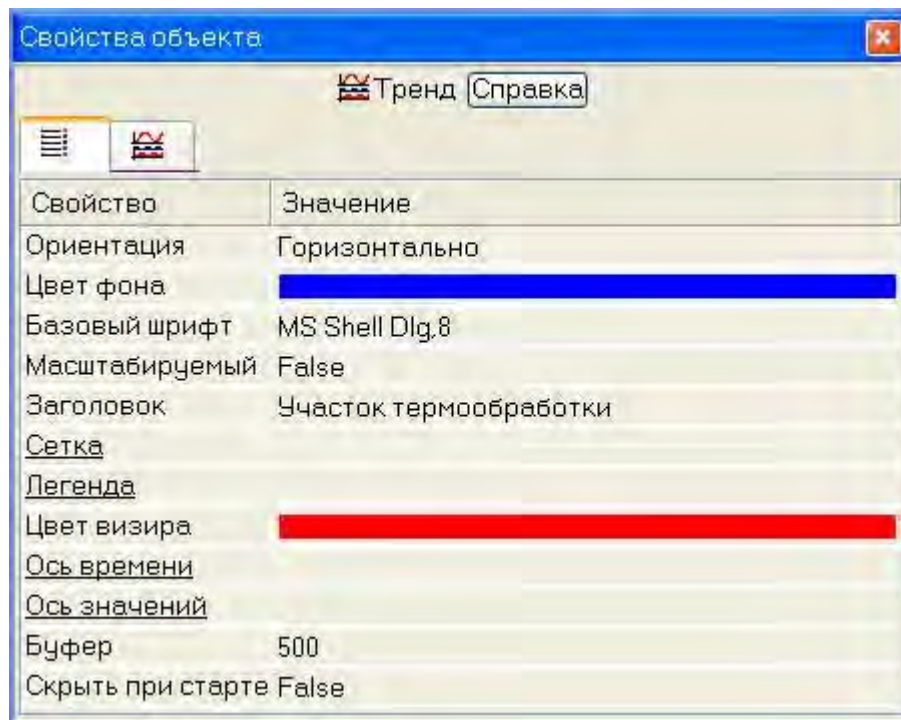 Свойства объекта
Тренд Справка
Свойство Значение
Ориентация Горизонтально
Цвет фона
Базовый шрифт MS Shell Dlg,8
Масштабируемый False
Заголовок Участок термообработки
Сетка
Легенда
Цвет визира
Ось времени
Ось значений
Буфер 500
Скрыть при старте False